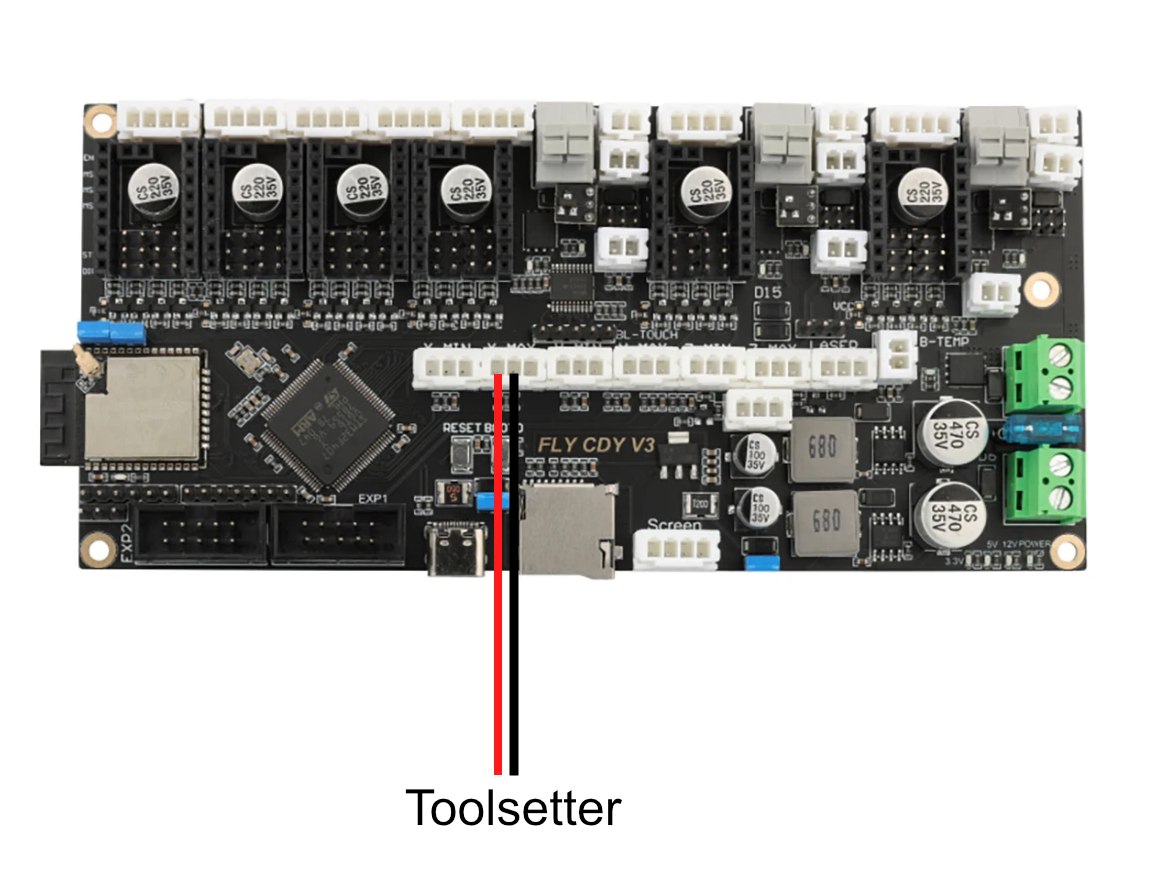 EN
MS
MS
MS
ST
CS
220
35V
CS
220
35V
CS
220
35V
CS
220
35V
CS
220
35V
CS
220
35V
D15
VCC
BL-TOUCH
X MIN
X MAX
Z MAX
LASER
B-TEMP
RESET
FLY CDY V3
CS
100
35V
680
CS
470
35V
CS
100
35V
680
CS
470
35V
EXP1
EXP2
Screen
5V 12V POWER
3.3V
Toolsetter